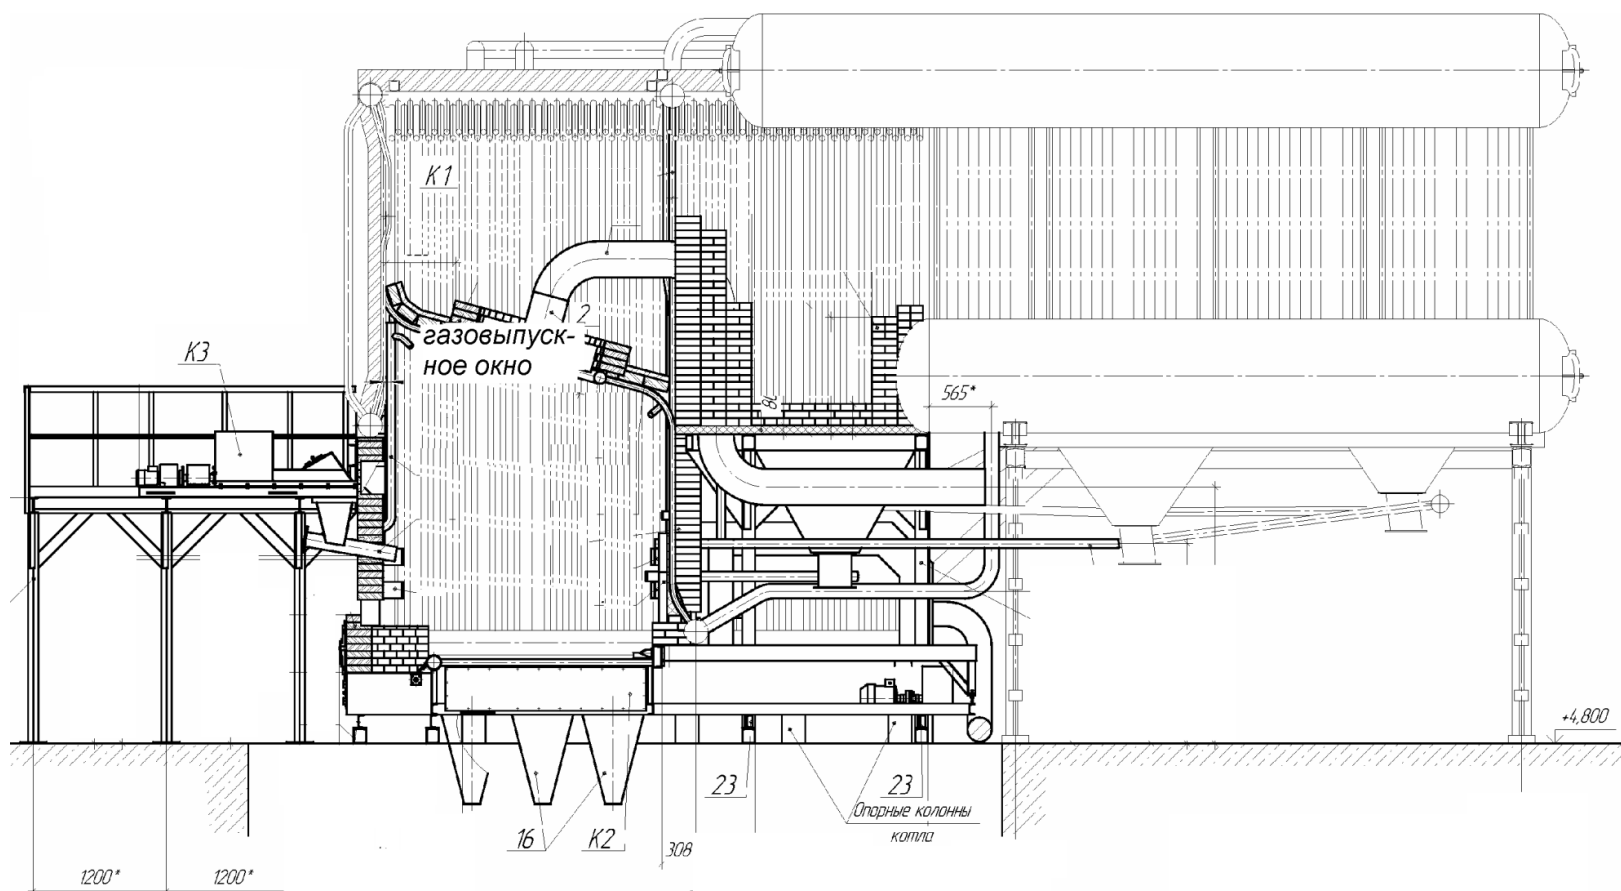 К1
2
газовыпуск-
ное окно
К3
565*
+4,800
23
23
Опорные колонны
котла
16
К2
308
1200*
1200*